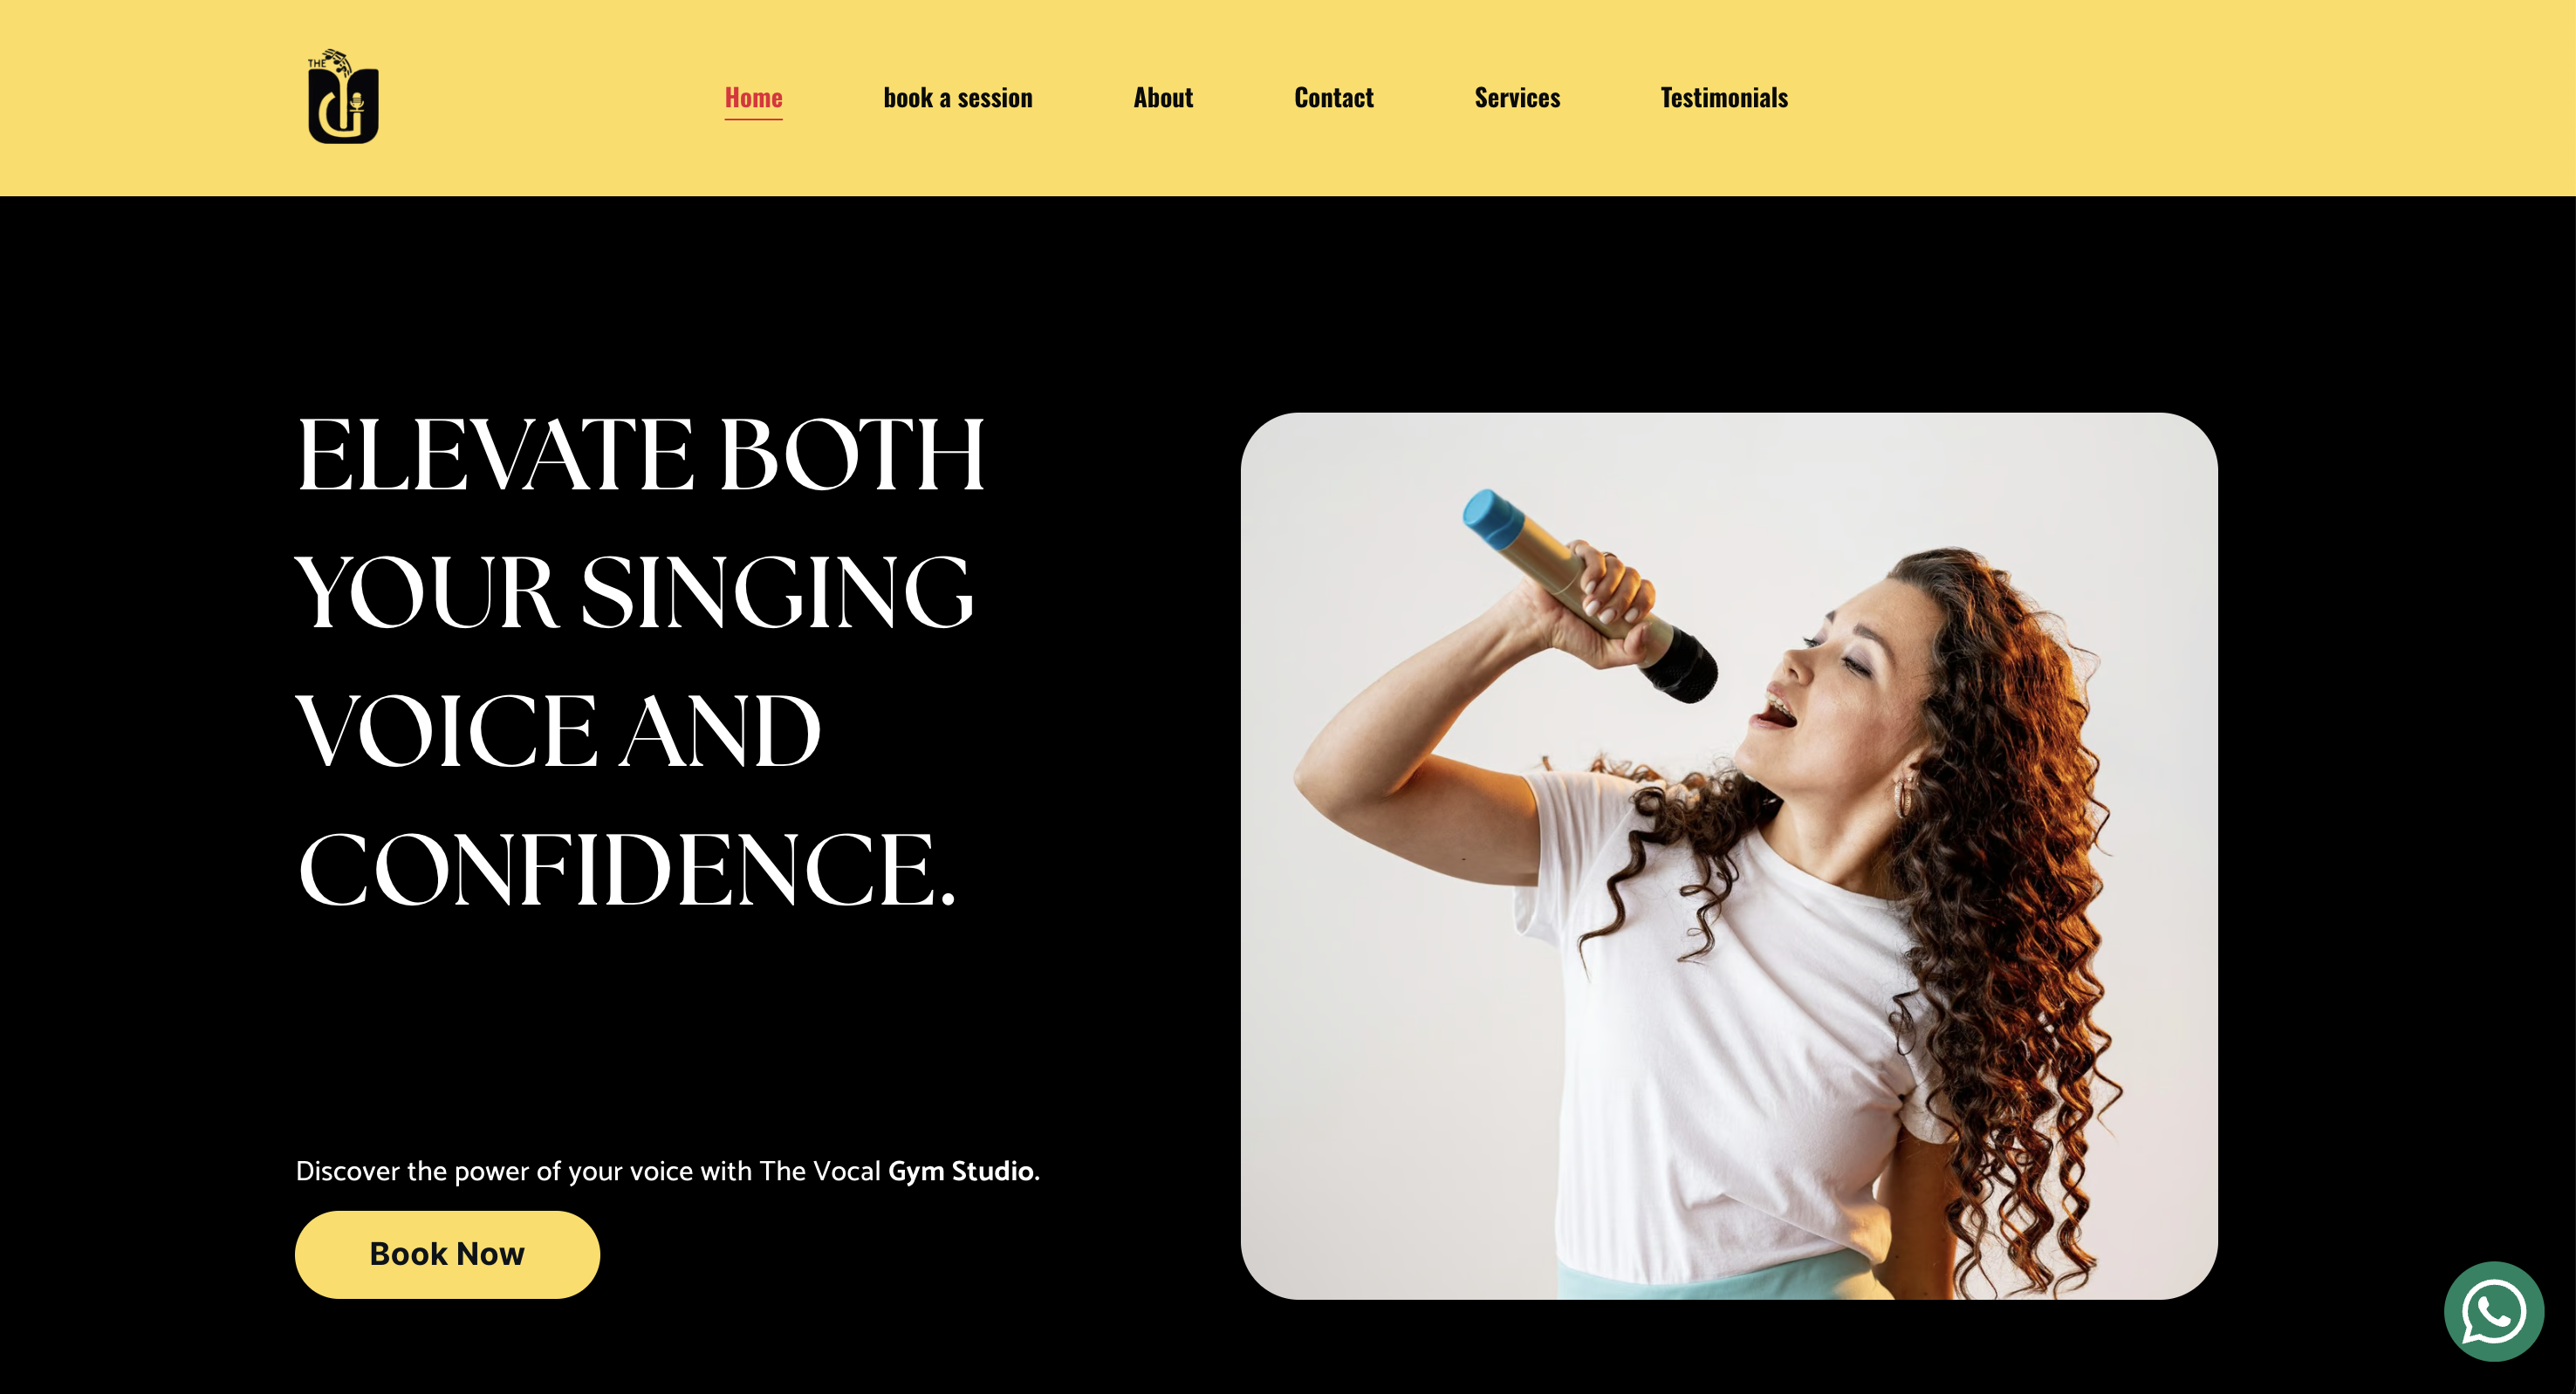 THE
Home
book a session
About
Contact
Services
Testimonials
ELEVATE BOTH
YOUR SINGING
VOICE AND
CONFIDENCE.
Discover the power of your voice with The Vocal Gym Studio.
Book Now